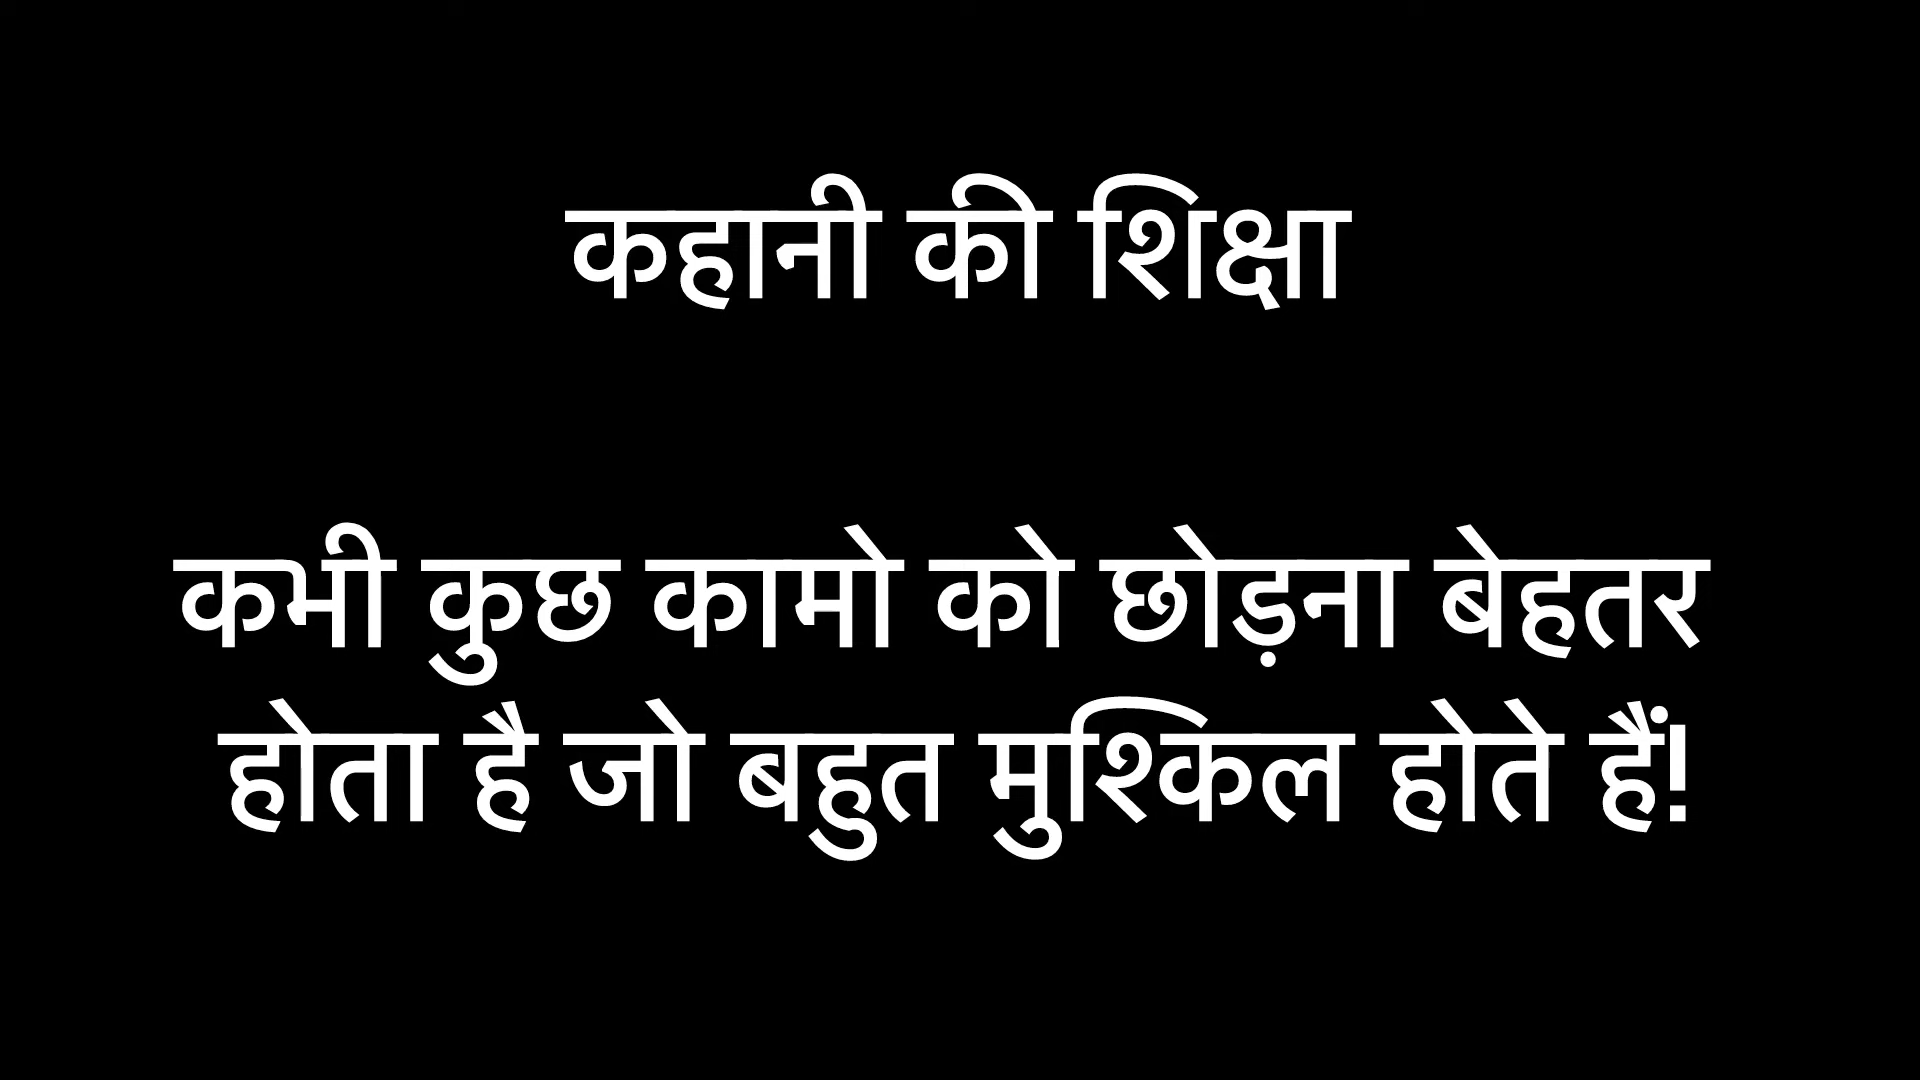 कहानी की शिक्षा
कभी कुछ कामो को छोड़ना बेहतर
होता है जो बहुत मुश्किल होते हैं!